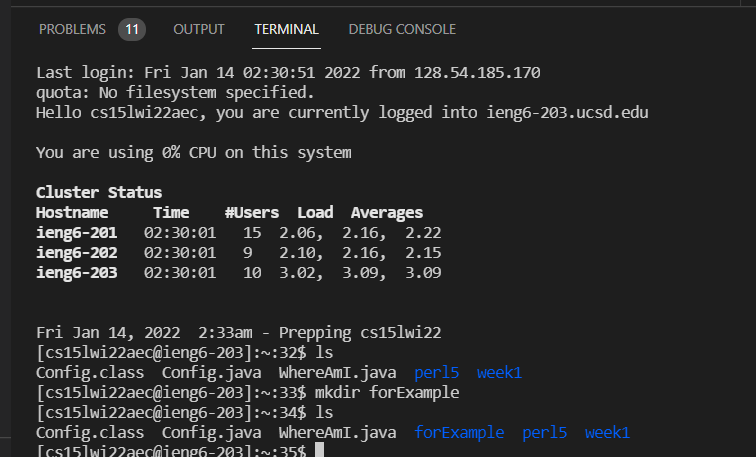 PROBLEMS 11 OUTPUT TERMINAL DEBUG CONSOLE
Last login: Fri Jan 14 02:30:51 2022 from 128.54.185.170
quota: No filesystem specified.
Hello cs15lwi22aec, you are currently logged into ieng6-203.ucsd.edu
You are using 0% CPU on this system
Cluster Status
Hostname Time #Users Load Averages
ieng6-201 02:30:01 15 2.06, 2.16, 2.22
ieng6-202 02:30:01 9 2.10, 2.16, 2.15
ieng6-203 02:30:01 10 3.02, 3.09, 3.09
Fri Jan 14, 2022 2:33am - Prepping cs15lwi22
[cs15lwi22aec@ieng6-203]:~:32$ ls
Config.class Config.java WhereAmI.java perl5 week1
[cs15lwi22aec@ieng6-203]:~:33$ mkdir forExample
[cs15lwi22aec@ieng6-203]:~:34$ ls
Config.class Config.java WhereAmI.java forExample perl5 week1
[cs15lwi22aec@ieng6-203]:~:35$